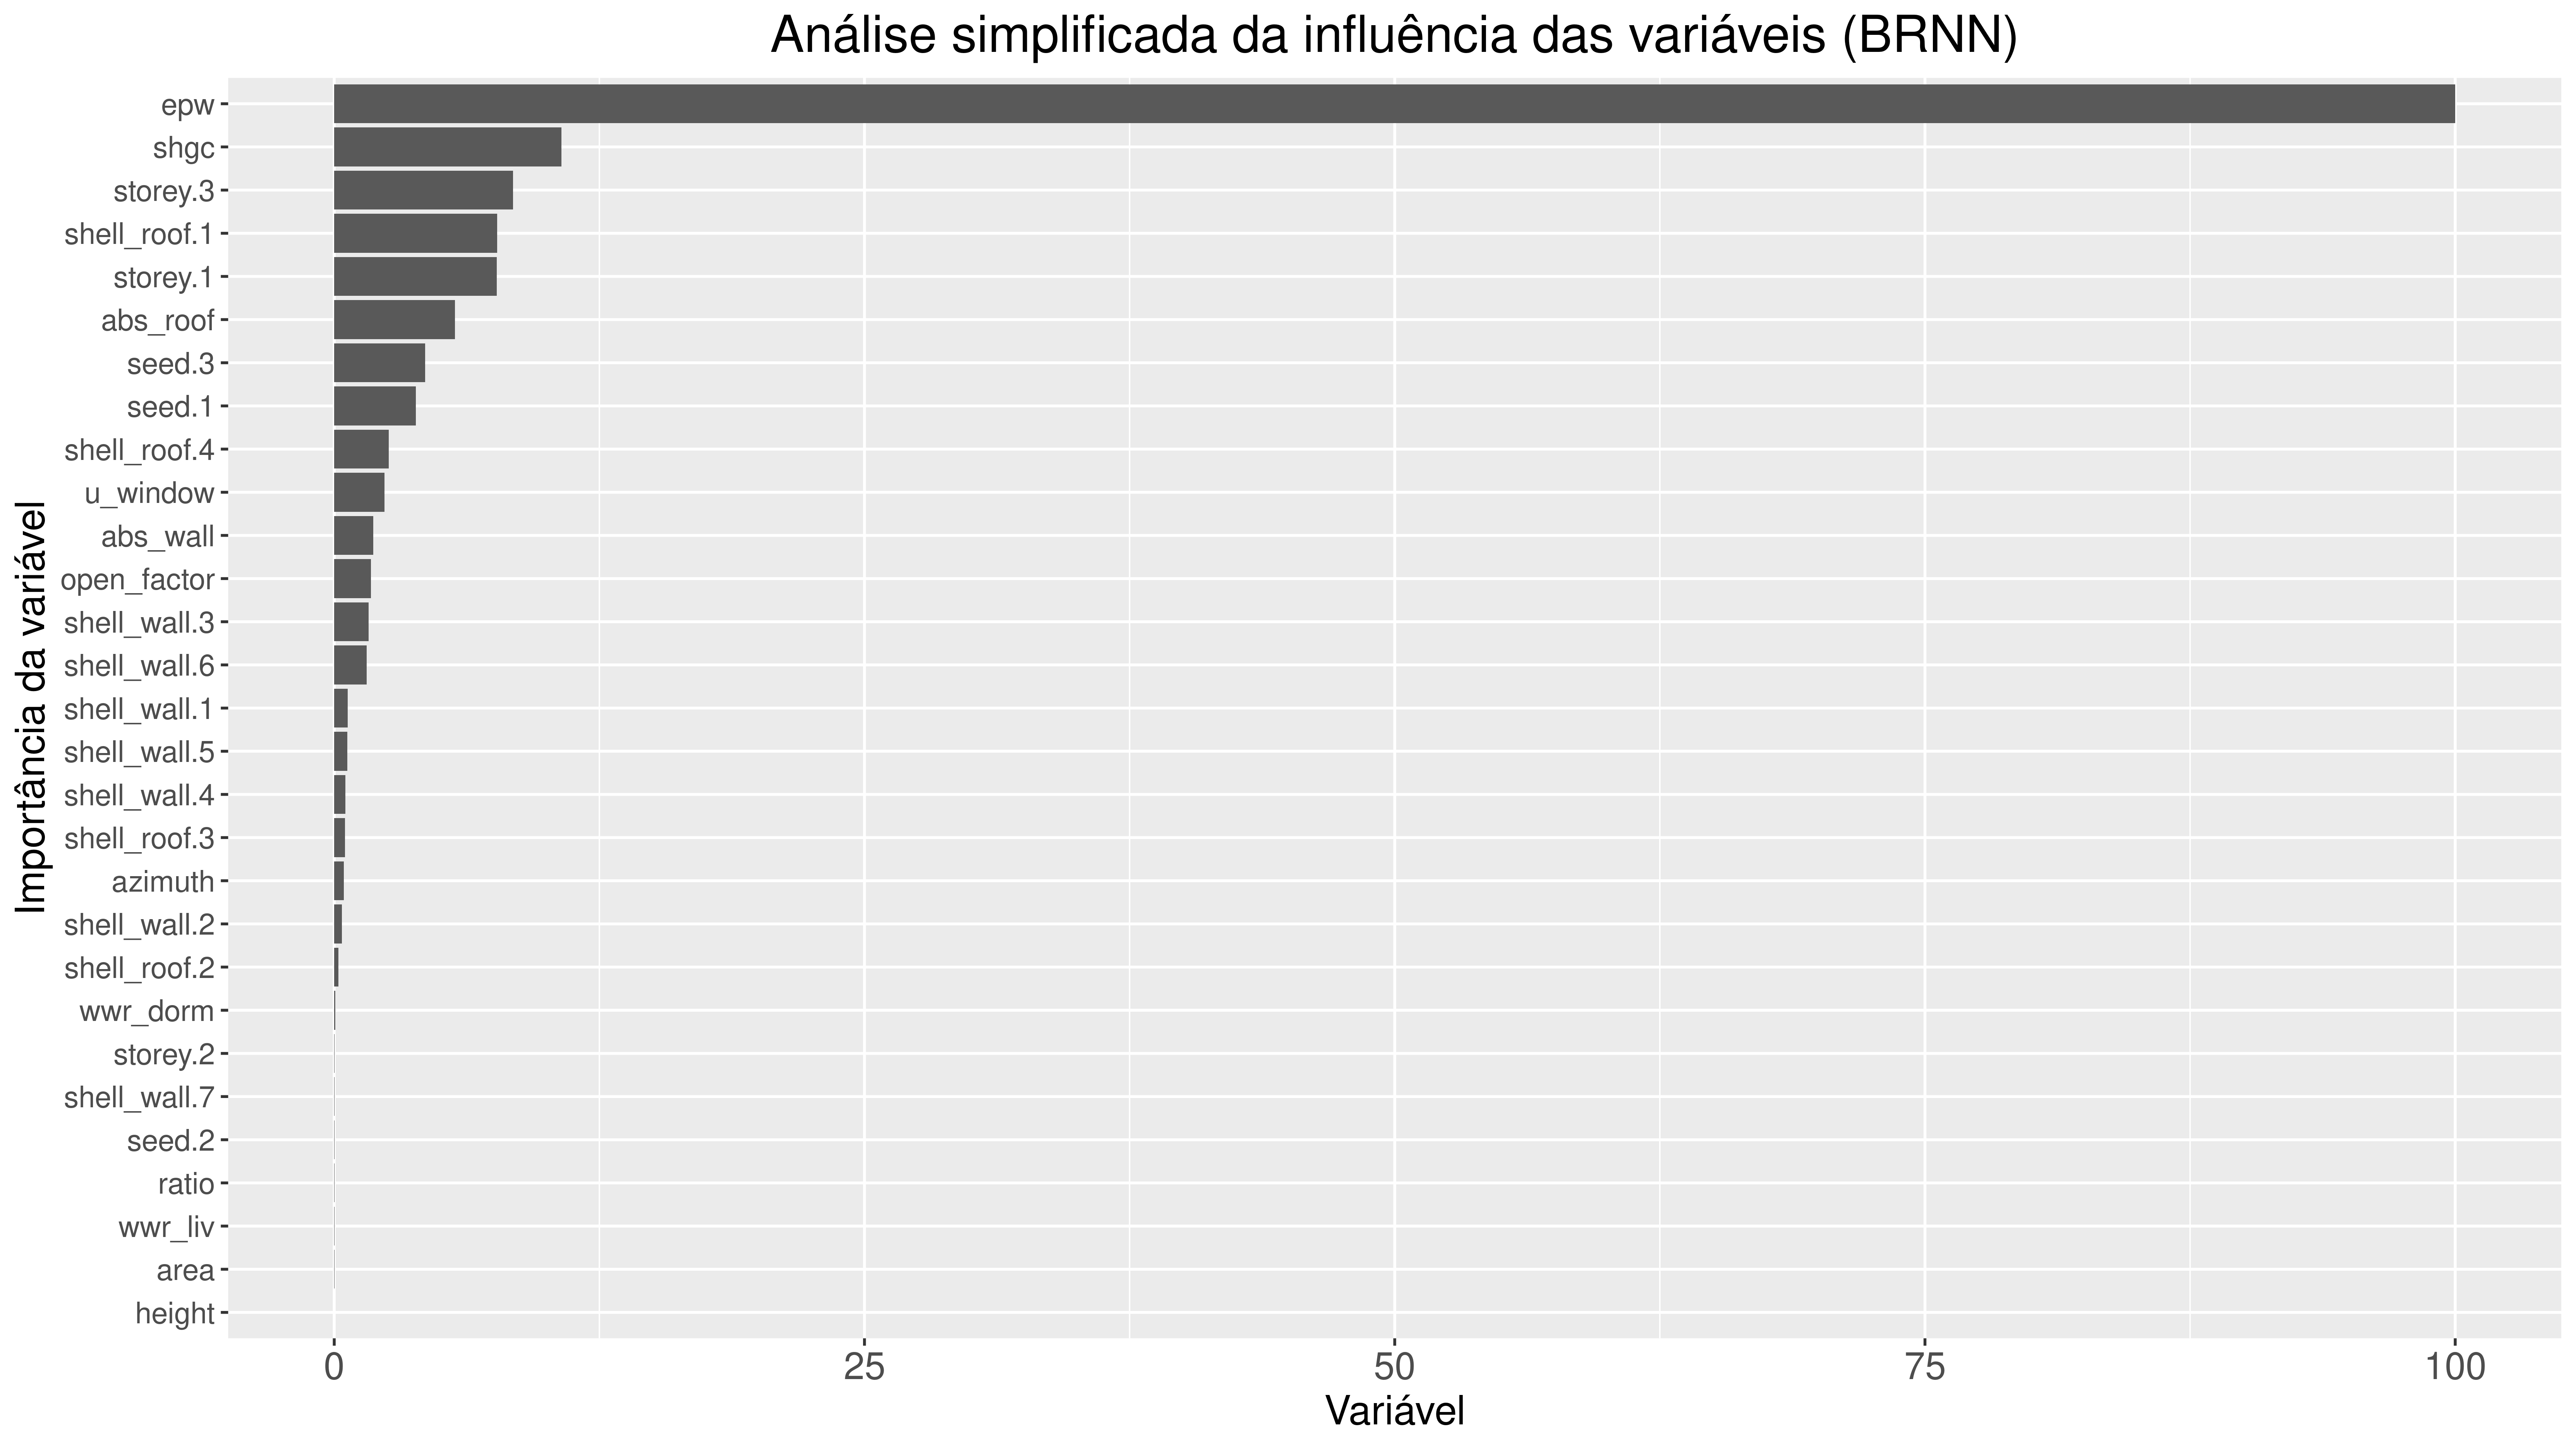 Análise simplificada da influência das variáveis (BRNN)
Importância da variável
epw
shgc
storey.3
shell_roof.1
storey.1
abs_roof
seed.3
seed.1
shell_roof.4
u_window
abs_wall
open_factor
shell_wall.3
shell_wall.6
shell_wall.1
shell_wall.5
shell_wall.4
shell_roof.3
azimuth
shell_wall.2
shell_roof.2
wwr_dorm
storey.2
shell_wall.7
seed.2
ratio
wwr_liv
area
height
0 25 50 75 100
Variável